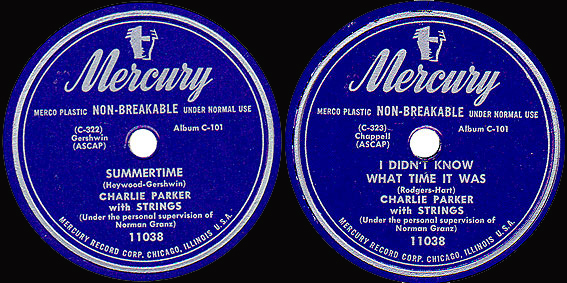 Mercury
MERCO PLASTIC NON-BREAKABLE UNDER NORMAL USE
(C-322)
Gershwin
(ASCAP)
Album C-101
SUMMERTIME
(Heywood-Gershwin)
CHARLIE PARKER
with STRINGS
(Under the personal supervision of
Norman Granz)
11038
MERCURY RECORD CORP. CHICAGO, ILLINOIS U.S.A.
Mercury
MERCO PLASTIC NON-BREAKABLE UNDER NORMAL USE
(C-323)
Chappell
(ASCAP)
Album C-101
I DIDN'T KNOW
WHAT TIME IT WAS
(Rodgers-Hart)
CHARLIE PARKER
with STRINGS
(Under the personal supervision of
Norman Granz)
11038
MERCURY RECORD CORP. CHICAGO, ILLINOIS U.S.A.